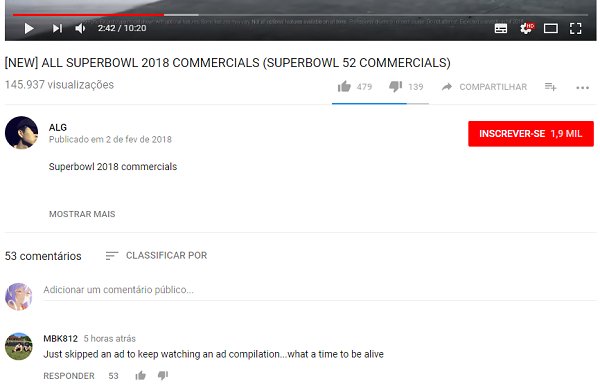 2:42 / 10:20
HD
[NEW] ALL SUPERBOWL 2018 COMMERCIALS (SUPERBOWL 52 COMMERCIALS)
145.937 visualizações
479 139 COMPARTILHAR
ALG
Publicado em 2 de fev de 2018
INSCREVER-SE 1,9 MIL
Superbowl 2018 commercials
MOSTRAR MAIS
53 comentários CLASSIFICAR POR
Adicionar um comentário público...
MBK812 5 horas atrás
Just skipped an ad to keep watching an ad compilation...what a time to be alive
RESPONDER 53